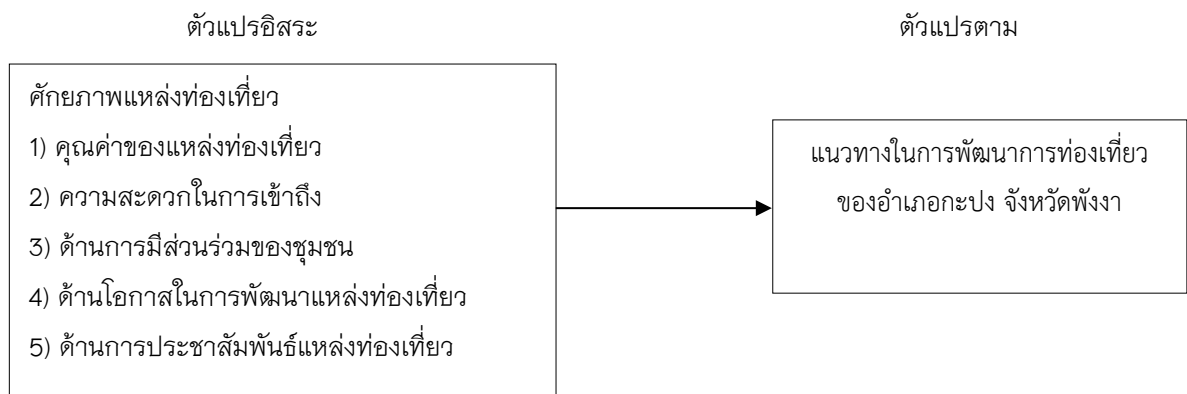 ตัวแปรอิสระ
ตัวแปรตาม
ศักยภาพแหล่งท่องเที่ยว
1) คุณค่าของแหล่งท่องเที่ยว
2) ความสะดวกในการเข้าถึง
3) ด้านการมีส่วนร่วมของชุมชน
4) ด้านโอกาสในการพัฒนาแหล่งท่องเที่ยว
5) ด้านการประชาสัมพันธ์แหล่งท่องเที่ยว
แนวทางในการพัฒนาการท่องเที่ยว
ของอำเภอกะปง จังหวัดพังงา